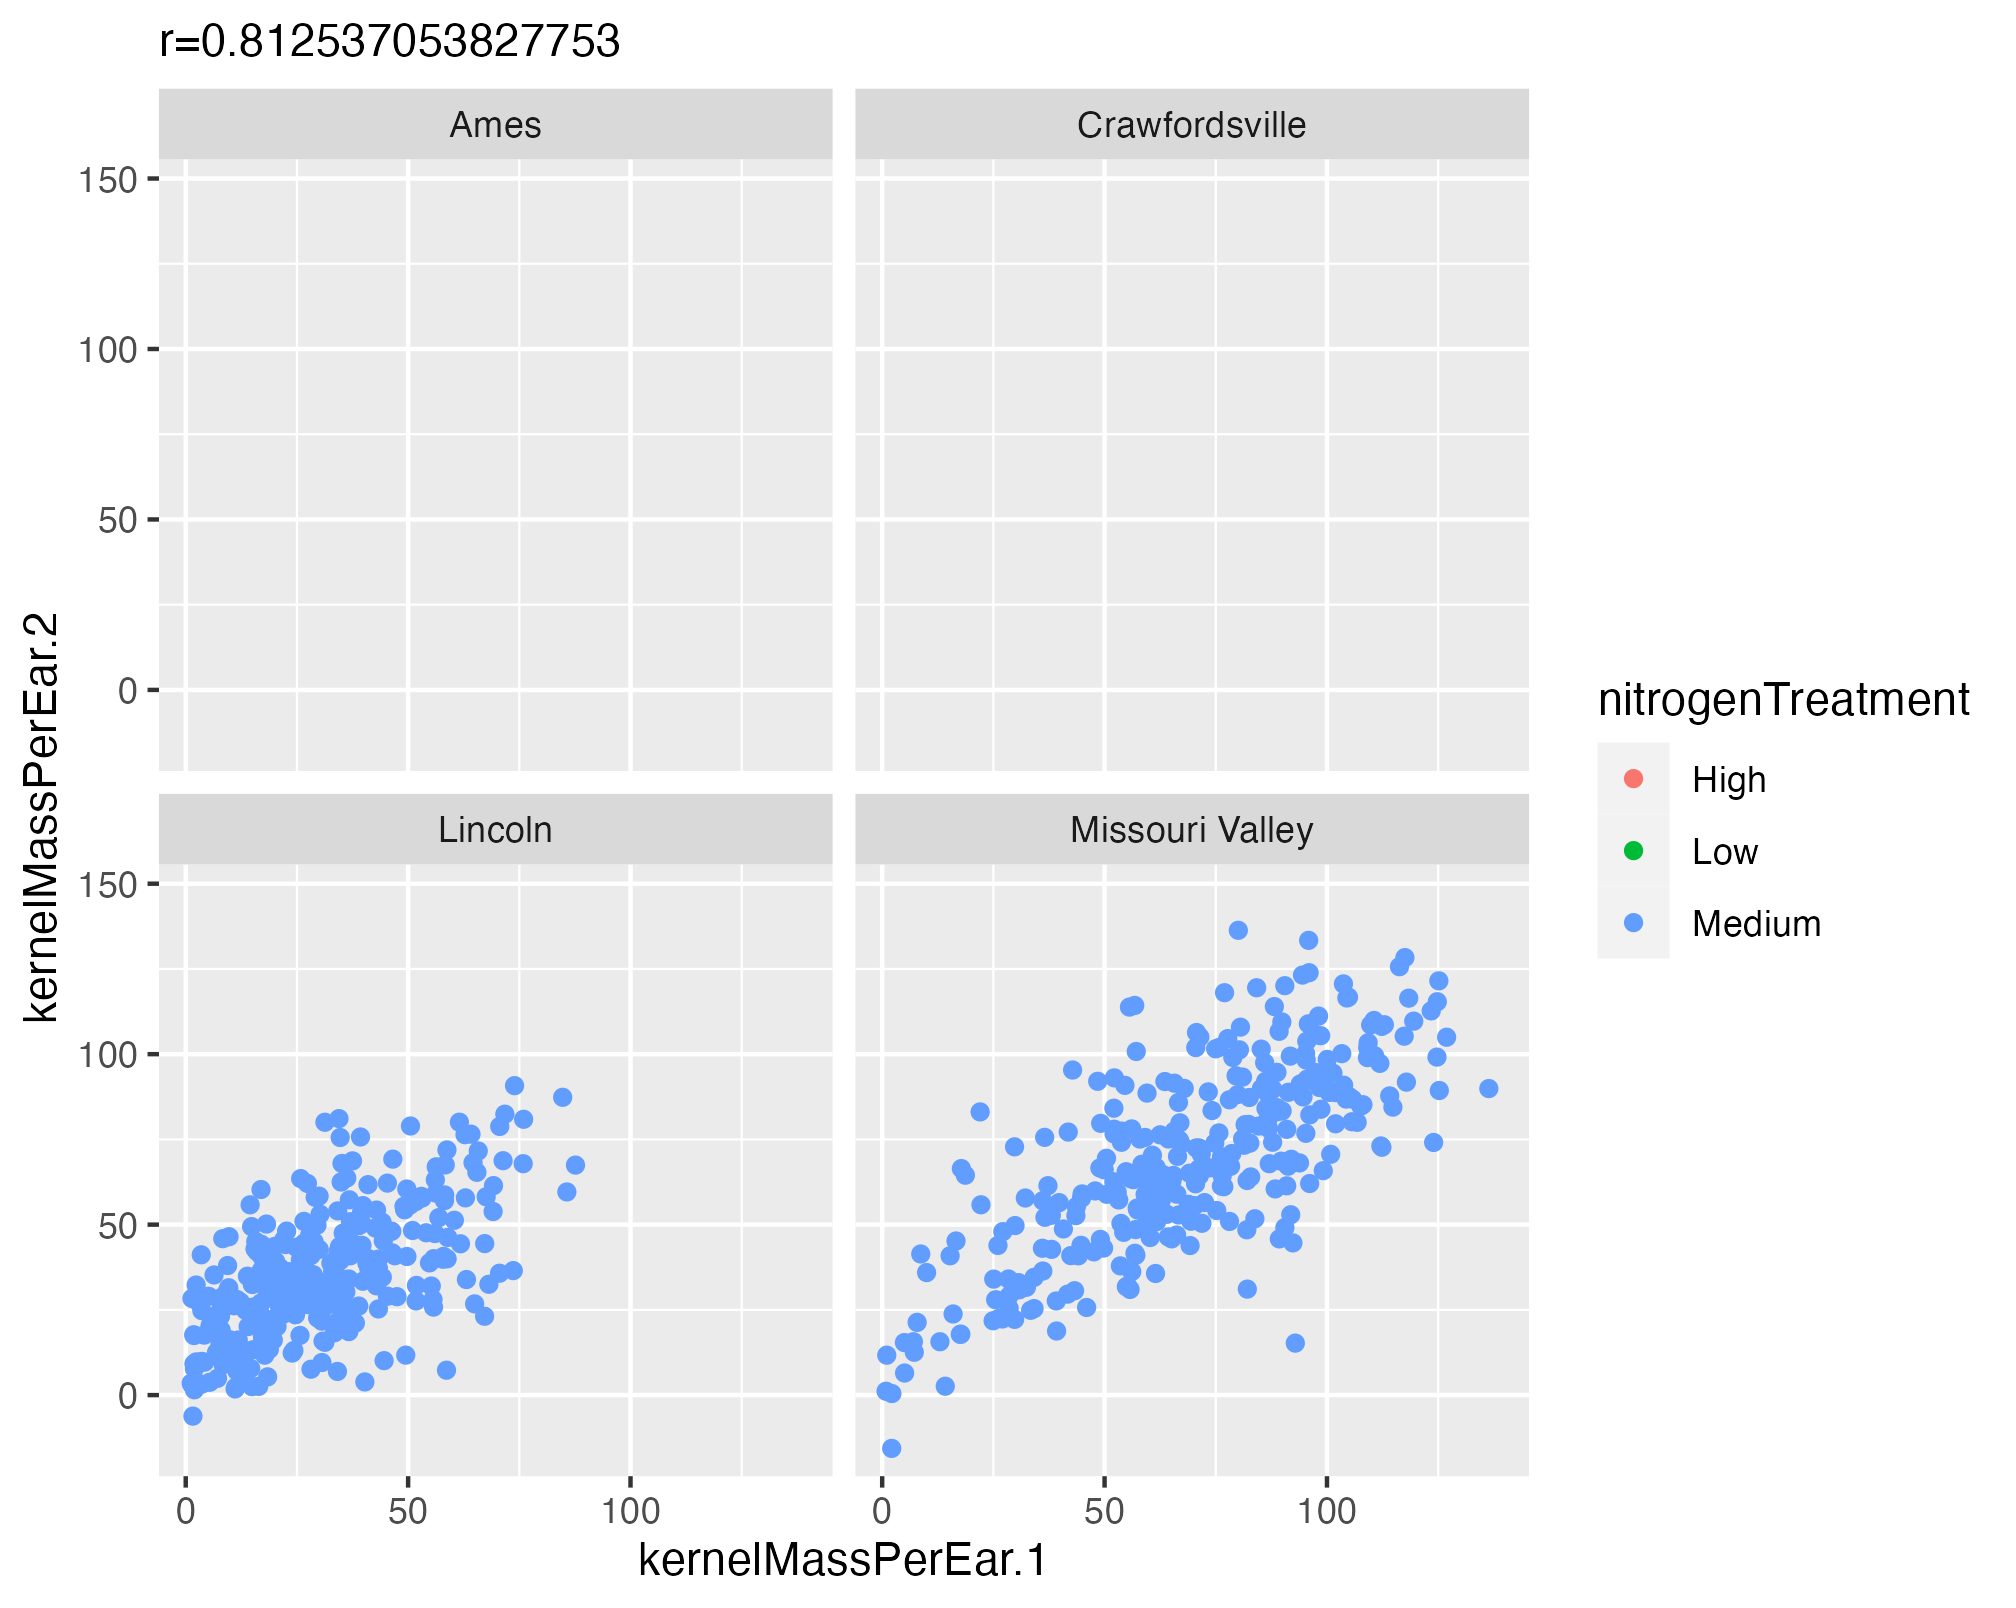 r=0.812537053827753
Ames
Crawfordsville
150
100
50
0
kernelMassPerEar.2
Lincoln
Missouri Valley
150
100
50
0
0 50 100
0 50 100
kernelMassPerEar.1
nitrogenTreatment
High
Low
Medium